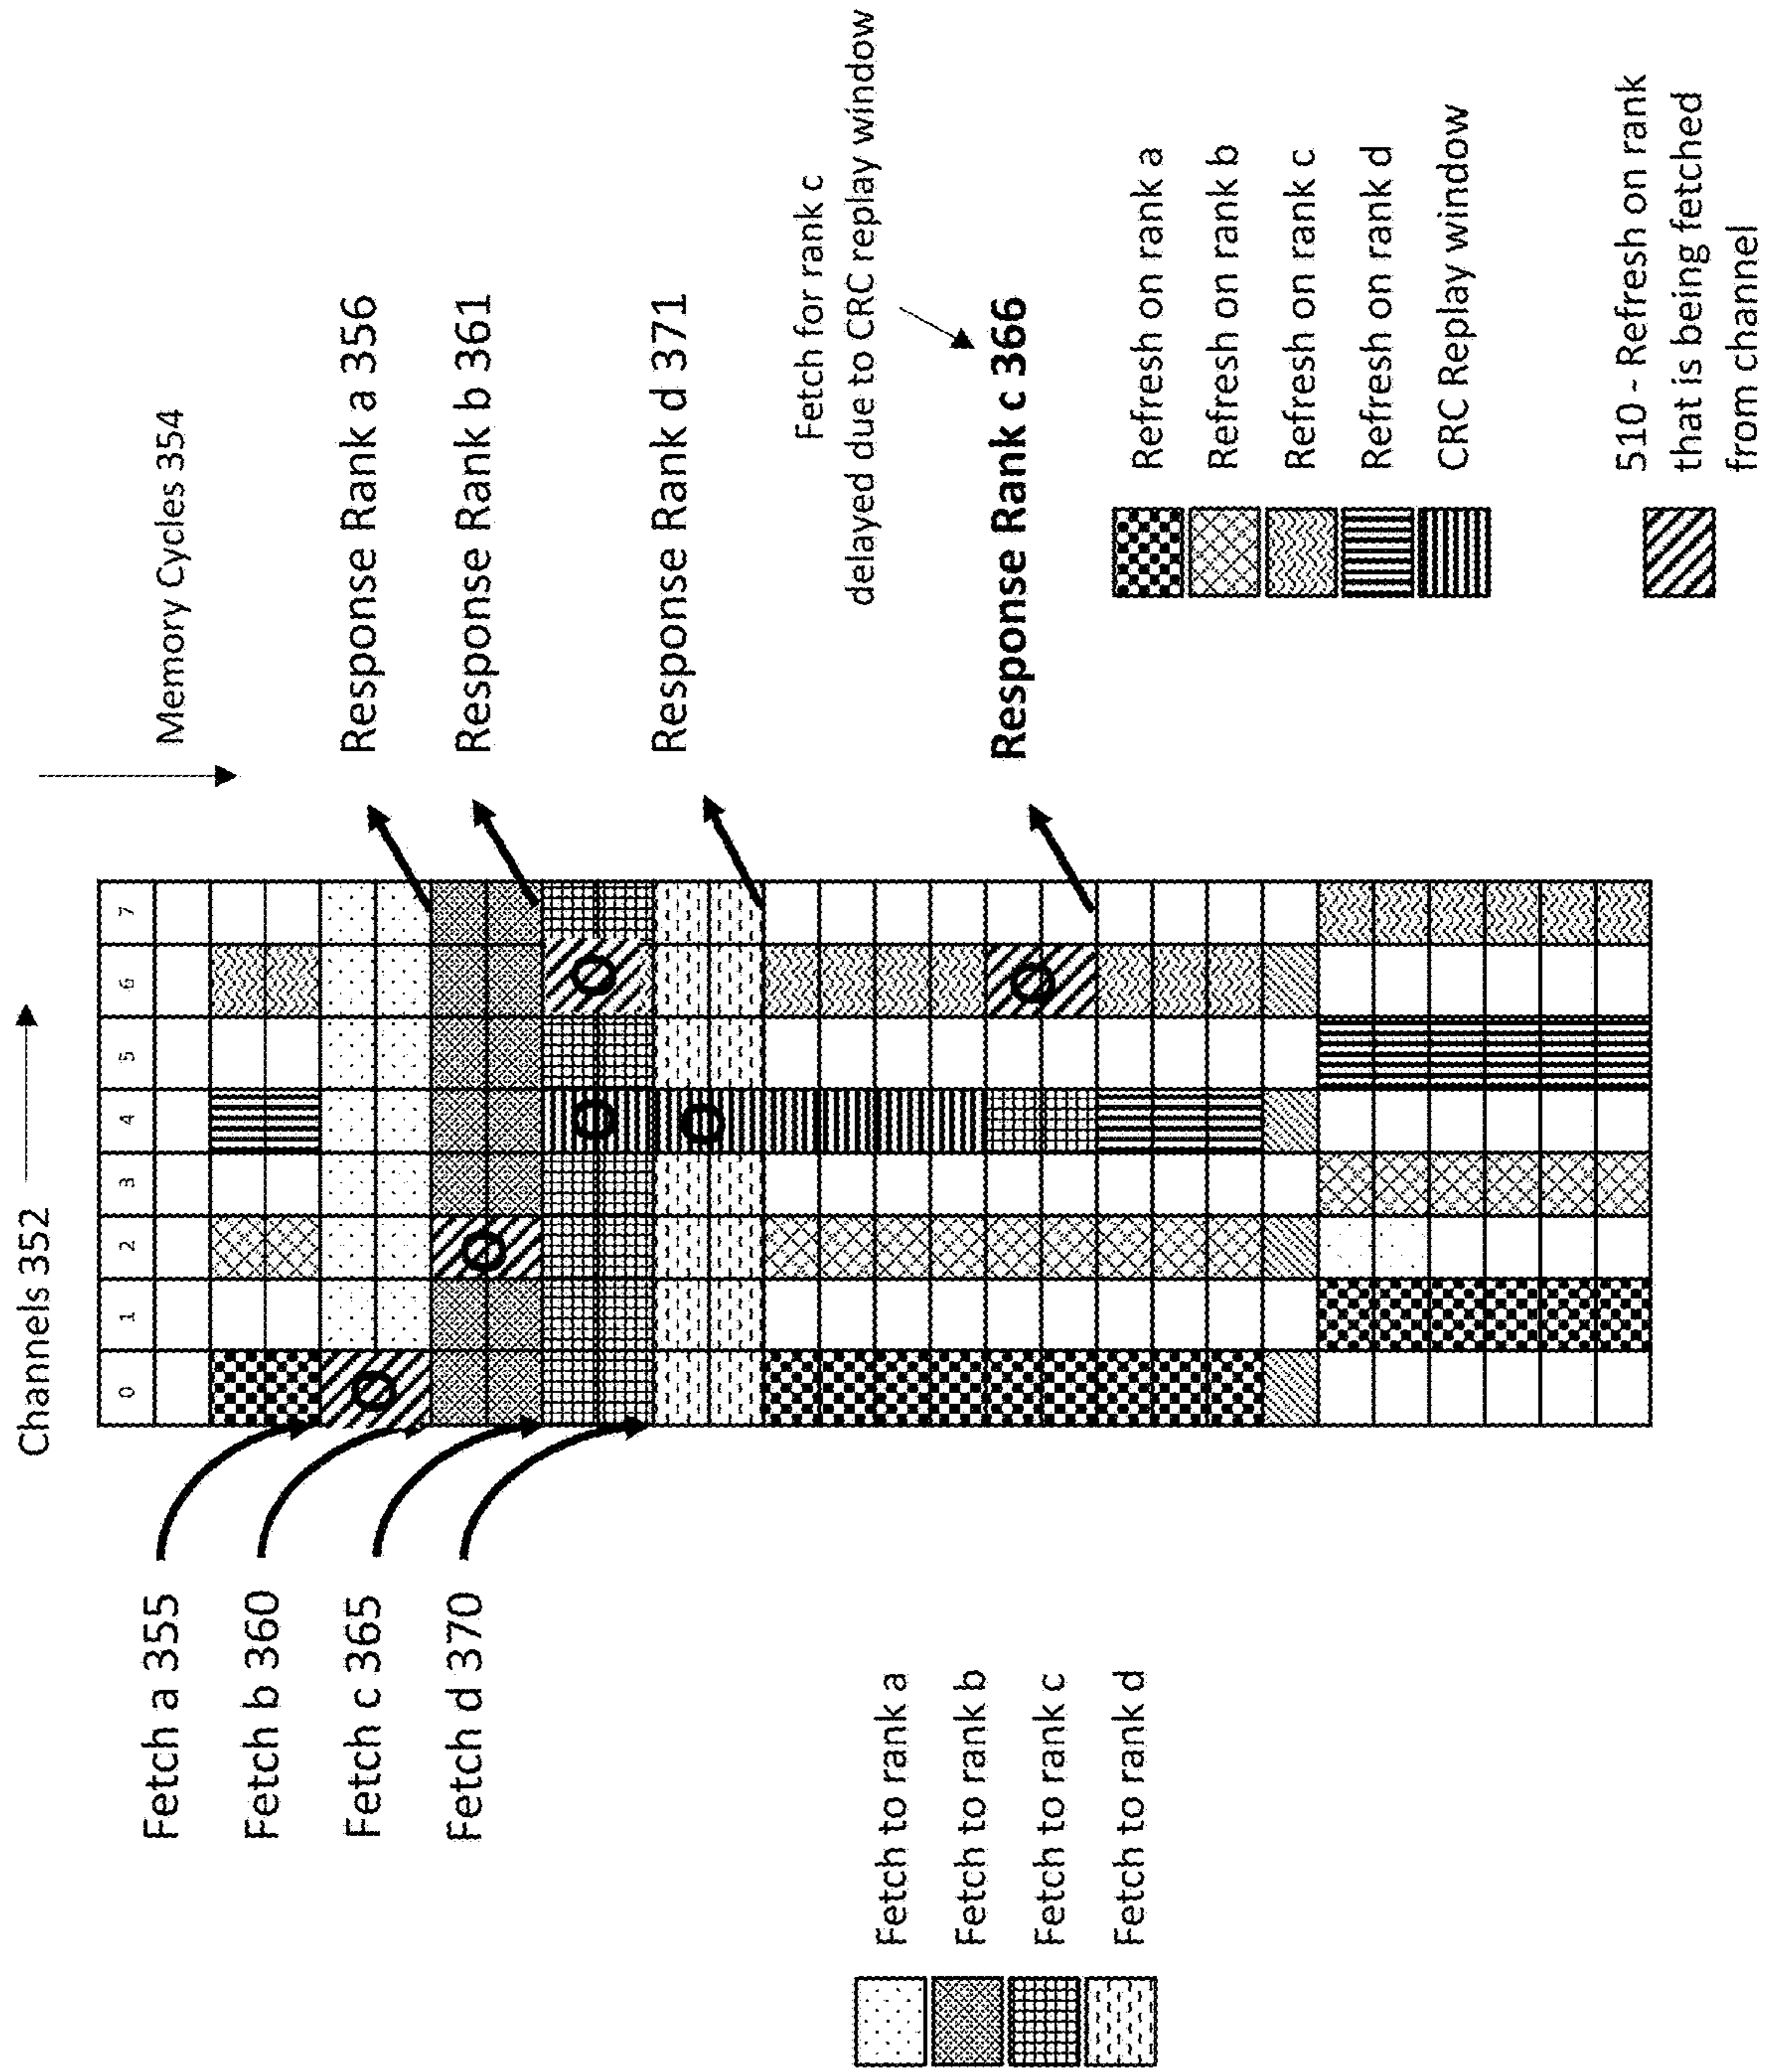 Channels 352
Memory Cycles 354
0 1 2 3 4 5 6 7
Fetch a 355
Fetch b 360
Fetch c 365
Fetch d 370
Response Rank a 356
Response Rank b 361
Response Rank d 371
Fetch for rank c
delayed due to CRC replay window
Response Rank c 366
Fetch to rank a
Fetch to rank b
Fetch to rank c
Fetch to rank d
Refresh on rank a
Refresh on rank b
Refresh on rank c
Refresh on rank d
CRC Replay window
510 - Refresh on rank
that is being fetched
from channel